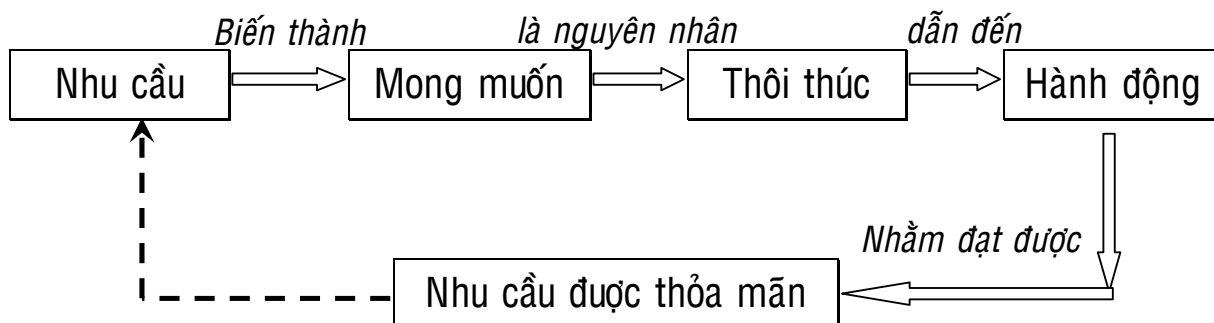 Biến thành là nguyên nhân dẫn đến
Nhu cầu Mong muốn Thôi thúc Hành động
Nhằm đạt được
Nhu cầu đuợc thỏa mãn